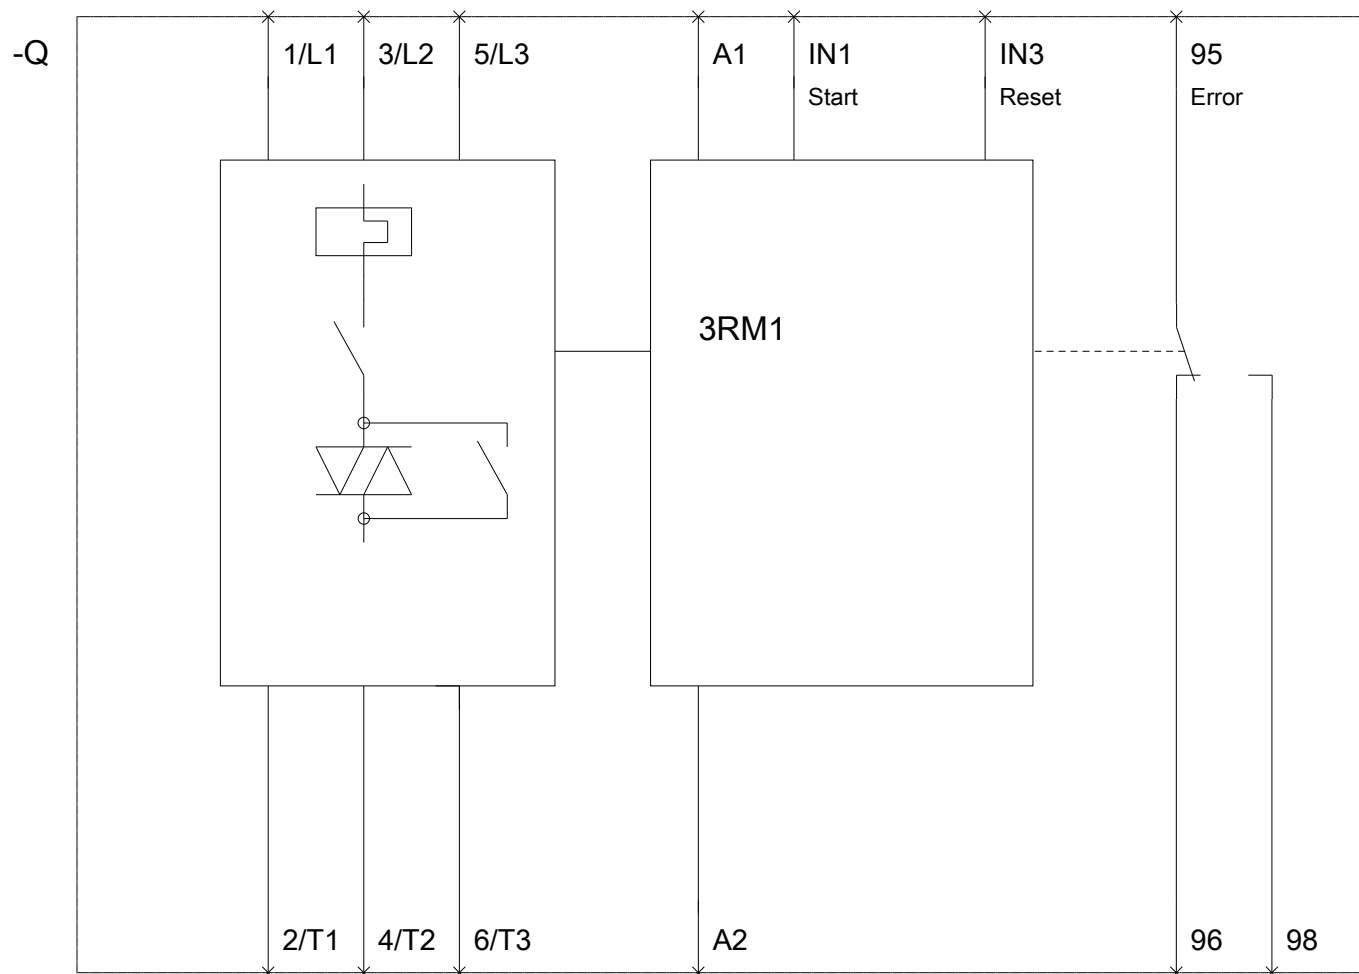 -Q
1/L1 3/L2 5/L3 A1 IN1 IN3 95
Start Reset Error
3RM1
2/T1 4/T2 6/T3 A2 96 98